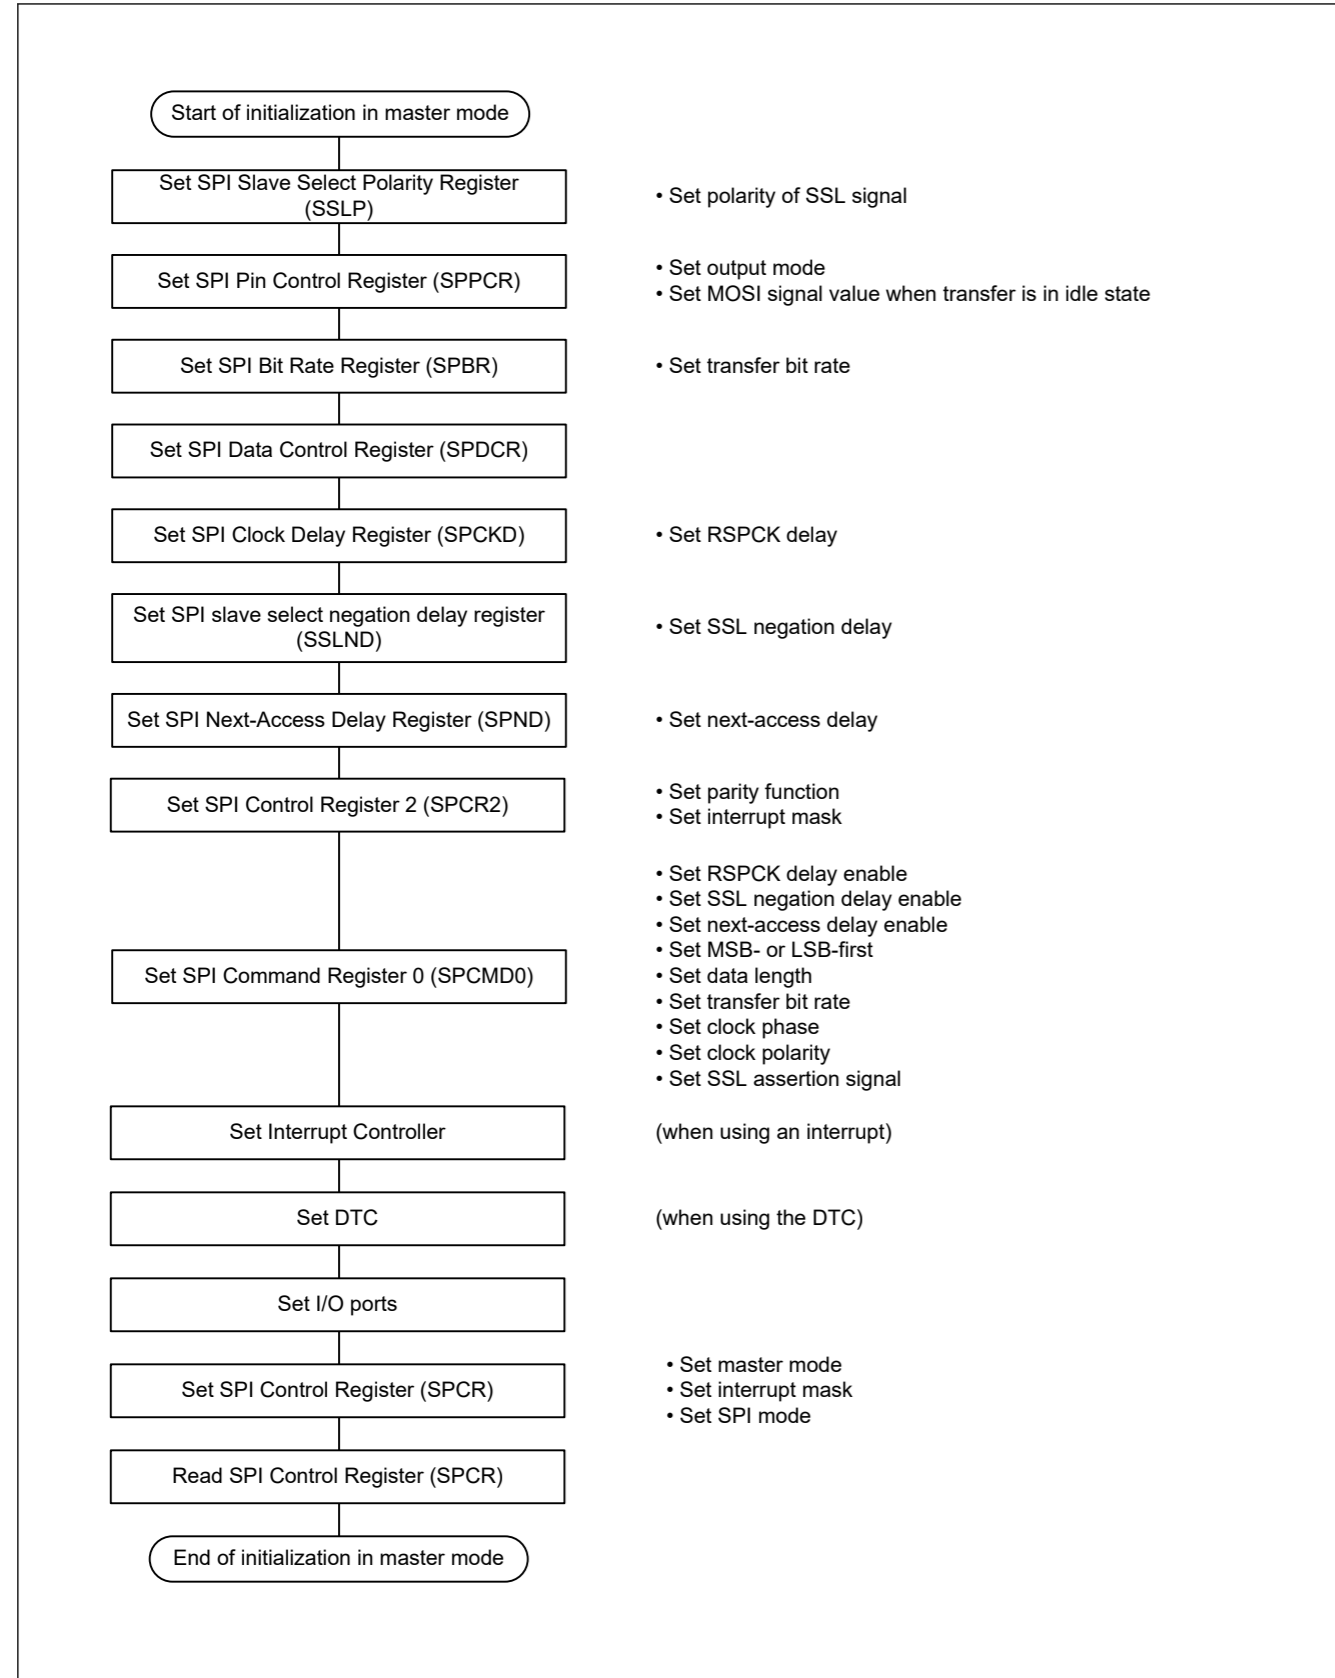 Start of initialization in master mode
Set SPI Slave Select Polarity Register
(SSLP)
• Set polarity of SSL signal
Set SPI Pin Control Register (SPPCR)
• Set output mode
• Set MOSI signal value when transfer is in idle state
Set SPI Bit Rate Register (SPBR)
• Set transfer bit rate
Set SPI Data Control Register (SPDCR)
Set SPI Clock Delay Register (SPCKD)
• Set RSPCK delay
Set SPI slave select negation delay register
(SSLND)
• Set SSL negation delay
Set SPI Next-Access Delay Register (SPND)
• Set next-access delay
Set SPI Control Register 2 (SPCR2)
• Set parity function
• Set interrupt mask
Set SPI Command Register 0 (SPCMD0)
• Set RSPCK delay enable
• Set SSL negation delay enable
• Set next-access delay enable
• Set MSB- or LSB-first
• Set data length
• Set transfer bit rate
• Set clock phase
• Set clock polarity
• Set SSL assertion signal
Set Interrupt Controller
(when using an interrupt)
Set DTC
(when using the DTC)
Set I/O ports
Set SPI Control Register (SPCR)
• Set master mode
• Set interrupt mask
• Set SPI mode
Read SPI Control Register (SPCR)
End of initialization in master mode